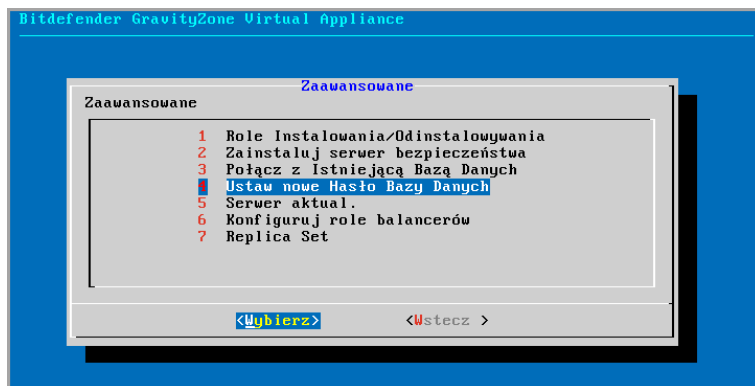 Bitdefender GravityZone Virtual Appliance
Zaawansowane
Zaawansowane
1 Role Instalowania/Odinstalowywania
2 Zainstaluj serwer bezpieczeństwa
3 Połącz z Istniejącą Bazą Danych
4 Ustaw nowe Hasło Bazy Danych
5 Serwer aktual.
6 Konfiguruj role balancerów
7 Replica Set
<Wybierz> <Wstecz >